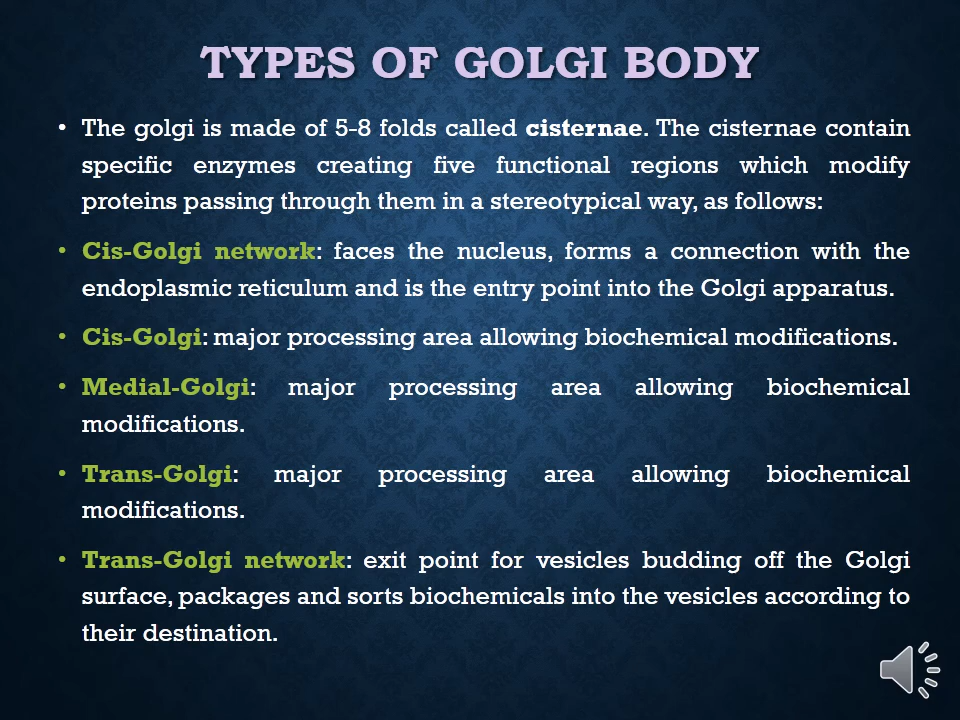 TYPES OF GOLGI BODY
• The golgi is made of 5-8 folds called cisternae. The cisternae contain
specific enzymes creating five functional regions which modify
proteins passing through them in a stereotypical way, as follows:
• Cis-Golgi network: faces the nucleus, forms a connection with the
endoplasmic reticulum and is the entry point into the Golgi apparatus.
• Cis-Golgi: major processing area allowing biochemical modifications.
• Medial-Golgi: major processing area allowing biochemical
modifications.
• Trans-Golgi: major processing area allowing biochemical
modifications.
• Trans-Golgi network: exit point for vesicles budding off the Golgi
surface, packages and sorts biochemicals into the vesicles according to
their destination.